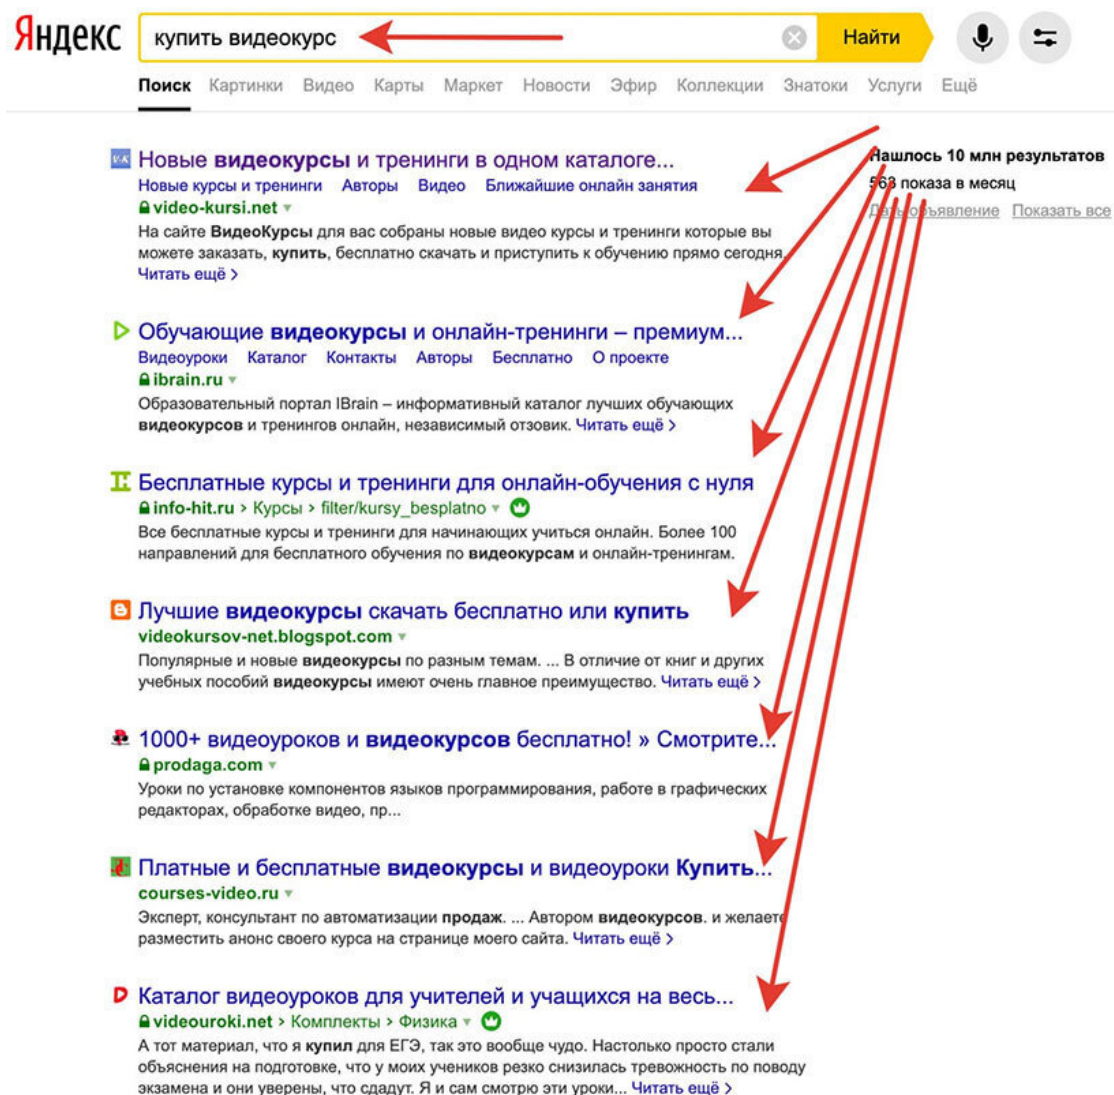 Яндекс
купить видеокурс
Найти
Поиск Картинки Видео Карты Маркет Новости Эфир Коллекции Знатоки Услуги Ещё
Новые видеокурсы и тренинги в одном каталоге...
Новые курсы и тренинги Авторы Видео Ближайшие онлайн занятия
video-kursi.net
На сайте ВидеоКурсы для вас собраны новые видео курсы и тренинги которые вы
можете заказать, купить, бесплатно скачать и приступить к обучению прямо сегодня.
Читать ещё >
Нашлось 10 млн результатов
563 показа в месяц
Дать объявление Показать все
Обучающие видеокурсы и онлайн-тренинги – премиум...
Видеоуроки Каталог Контакты Авторы Бесплатно О проекте
ibrain.ru
Образовательный портал IBrain – информативный каталог лучших обучающих
видеокурсов и тренингов онлайн, независимый отзовик. Читать ещё >
Бесплатные курсы и тренинги для онлайн-обучения с нуля
info-hit.ru > Курсы > filter/kursy_besplatno
Все бесплатные курсы и тренинги для начинающих учиться онлайн. Более 100
направлений для бесплатного обучения по видеокурсам и онлайн-тренингам.
Лучшие видеокурсы скачать бесплатно или купить
videokursov-net.blogspot.com
Популярные и новые видеокурсы по разным темам. ... В отличие от книг и других
учебных пособий видеокурсы имеют очень главное преимущество. Читать ещё >
1000+ видеоуроков и видеокурсов бесплатно! » Смотрите...
prodaga.com
Уроки по установке компонентов языков программирования, работе в графических
редакторах, обработке видео, пр...
Платные и бесплатные видеокурсы и видеоуроки Купить...
courses-video.ru
Эксперт, консультант по автоматизации продаж. ... Автором видеокурсов. и желаете
разместить анонс своего курса на странице моего сайта. Читать ещё >
Каталог видеоуроков для учителей и учащихся на весь...
videouroki.net > Комплекты > Физика
А тот материал, что я купил для ЕГЭ, так это вообще чудо. Настолько просто стали
объяснения на подготовке, что у моих учеников резко снизилась тревожность по поводу
экзамена и они уверены, что сдадут. Я и сам смотрю эти уроки... Читать ещё >